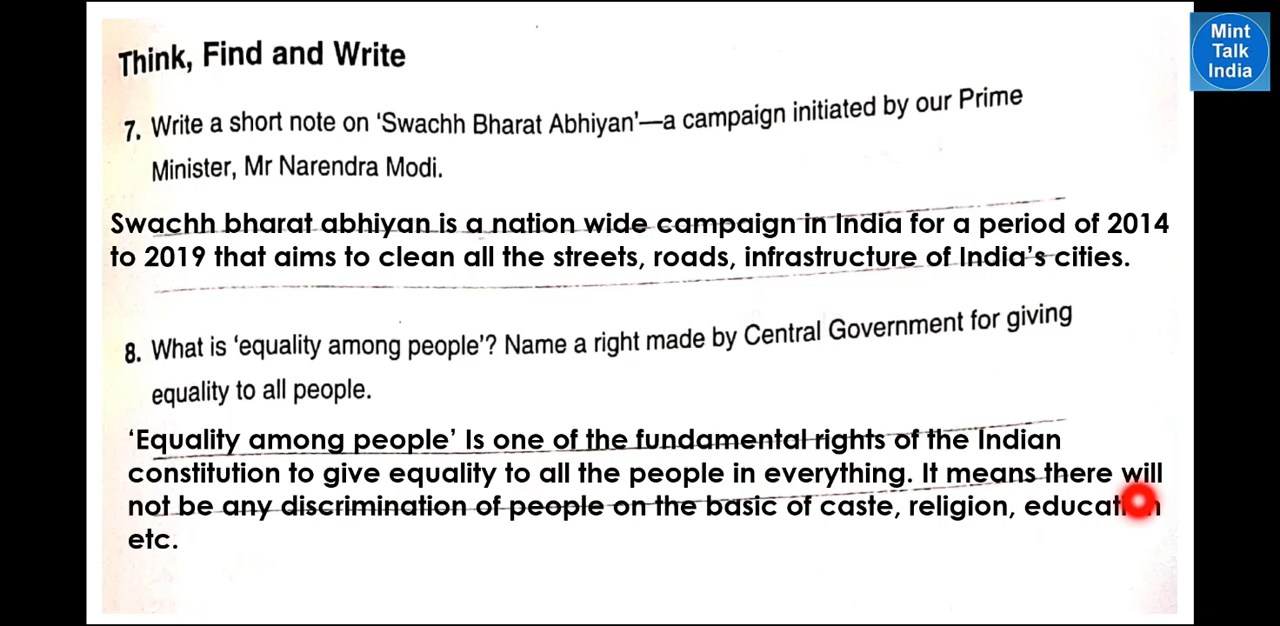 Mint
Talk
India
Think, Find and Write
7. Write a short note on 'Swachh Bharat Abhiyan'—a campaign initiated by our Prime
Minister, Mr Narendra Modi.
Swachh bharat abhiyan is a nation wide campaign in India for a period of 2014
to 2019 that aims to clean all the streets, roads, infrastructure of India's cities.
8. What is 'equality among people'? Name a right made by Central Government for giving
equality to all people.
'Equality among people' Is one of the fundamental rights of the Indian
constitution to give equality to all the people in everything. It means there will
not be any discrimination of people on the basic of caste, religion, education
etc.